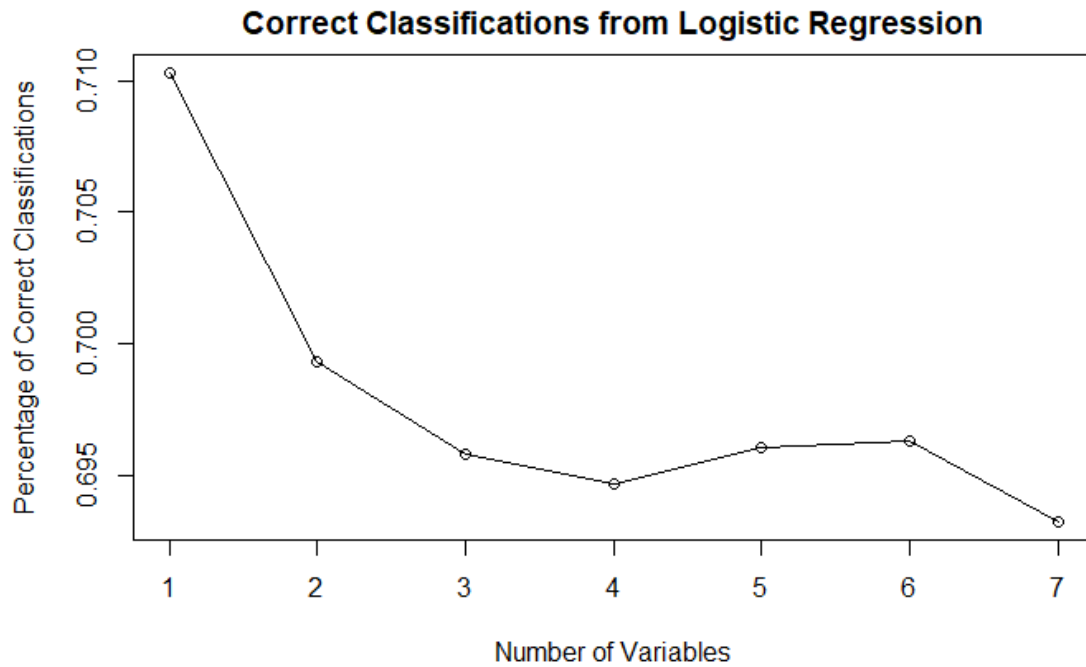 Correct Classifications from Logistic Regression
Percentage of Correct Classifications
0.710
0.705
0.700
0.695
1 2 3 4 5 6 7
Number of Variables